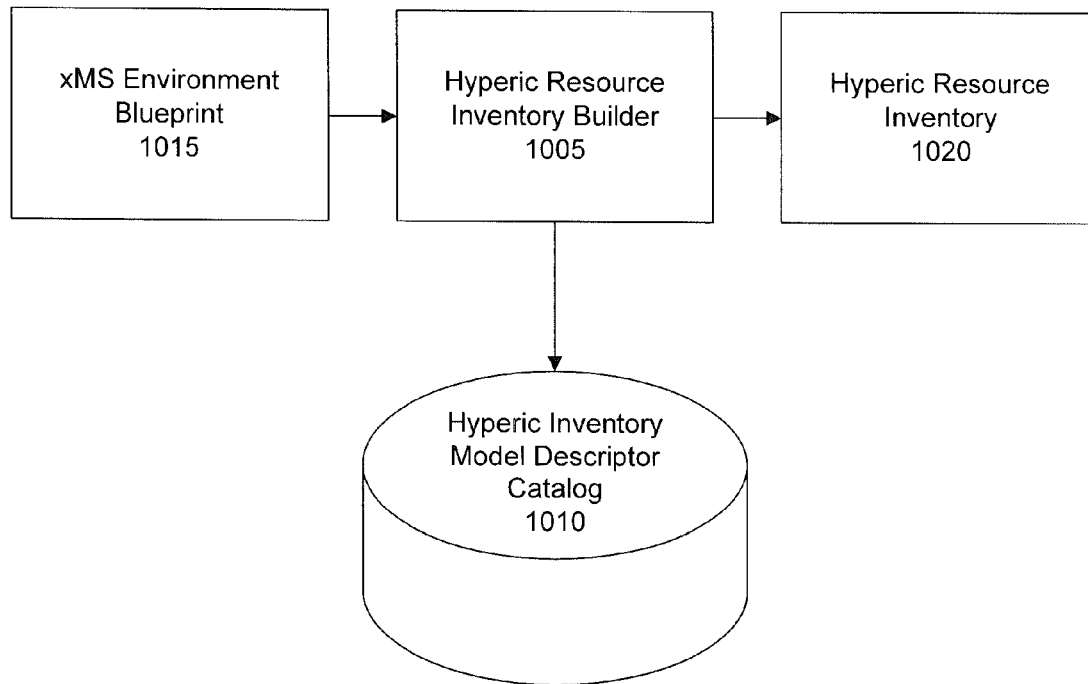 xMS Environment
Blueprint
1015
Hyperic Resource
Inventory Builder
1005
Hyperic Resource
Inventory
1020
Hyperic Inventory
Model Descriptor
Catalog
1010